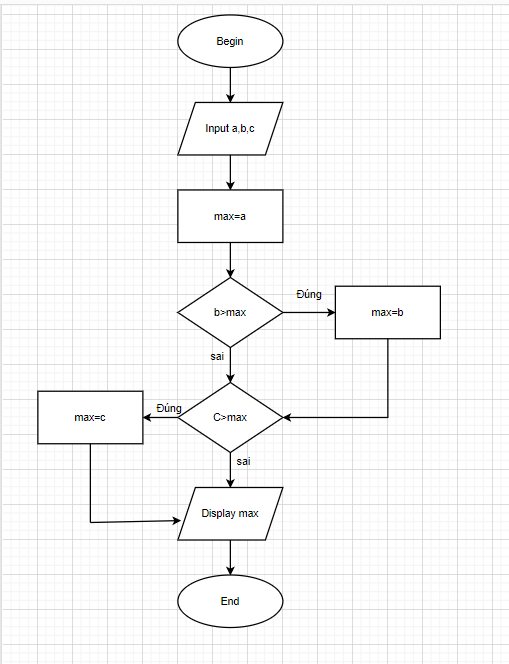 Begin
Input a,b,c
max=a
b>max
Đúng
max=b
sai
C>max
Đúng
max=c
sai
Display max
End